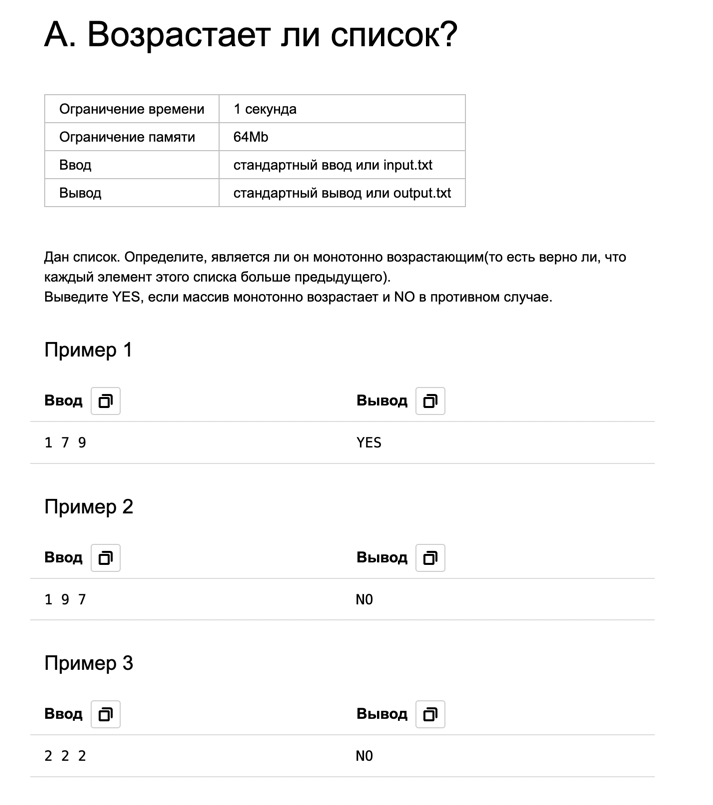 A. Возрастает ли список?
Ограничение времени 1 секунда
Ограничение памяти 64Mb
Ввод стандартный ввод или input.txt
Вывод стандартный вывод или output.txt
Дан список. Определите, является ли он монотонно возрастающим(то есть верно ли, что
каждый элемент этого списка больше предыдущего).
Выведите YES, если массив монотонно возрастает и NO в противном случае.
Пример 1
Ввод Вывод
1 7 9 YES
Пример 2
Ввод Вывод
1 9 7 NO
Пример 3
Ввод Вывод
2 2 2 NO